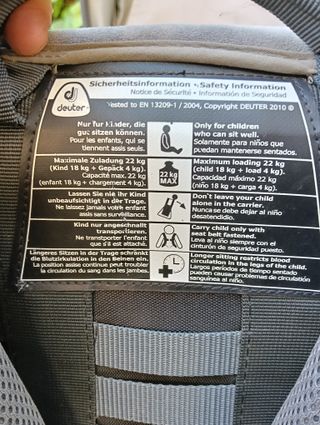 deuter
Sicherheitsinformation • Safety Information
Notice de Sécurité • Información de Seguridad
Tested to EN 13209-1 / 2004, Copyright DEUTER 2010 ©
Nur für Kinder, die
gut sitzen können.
Pour les enfants, qui se
tiennent assis seuls.
Only for children
who can sit well.
Solamente para niños que
puedan mantenerse sentados.
Maximale Zuladung 22 kg
(Kind 18 kg + Gepäck 4 kg).
Capacité max. 22 kg
(enfant 18 kg + chargement 4 kg).
22 kg
MAX
Maximum loading 22 kg
(child 18 kg + load 4 kg).
Capacidad máximo 22 kg
(niño 18 kg + carga 4 kg).
Lassen Sie nie Ihr Kind
unbeaufsichtigt in der Trage.
Ne laissez jamais votre enfant
assis sans surveillance.
Don't leave your child
alone in the carrier.
Nunca se debe dejar al niño
desatendido.
Kind nur angeschnallt
transportieren.
Ne transporter l'enfant
que s'il est attaché.
Carry child only with
seat belt fastened.
Leva al niño siempre con el
cinturón de seguridad puesto.
Längeres Sitzen in der Trage schränkt
die Blutzirkulation in den Beinen ein.
La position assise continue peut troubler
la circulation du sang dans les jambes.
Longer sitting restricts blood
circulation in the legs of the child.
Largos períodos de tiempo sentado
pueden causar problemas de circulación
sanguínea al niño.